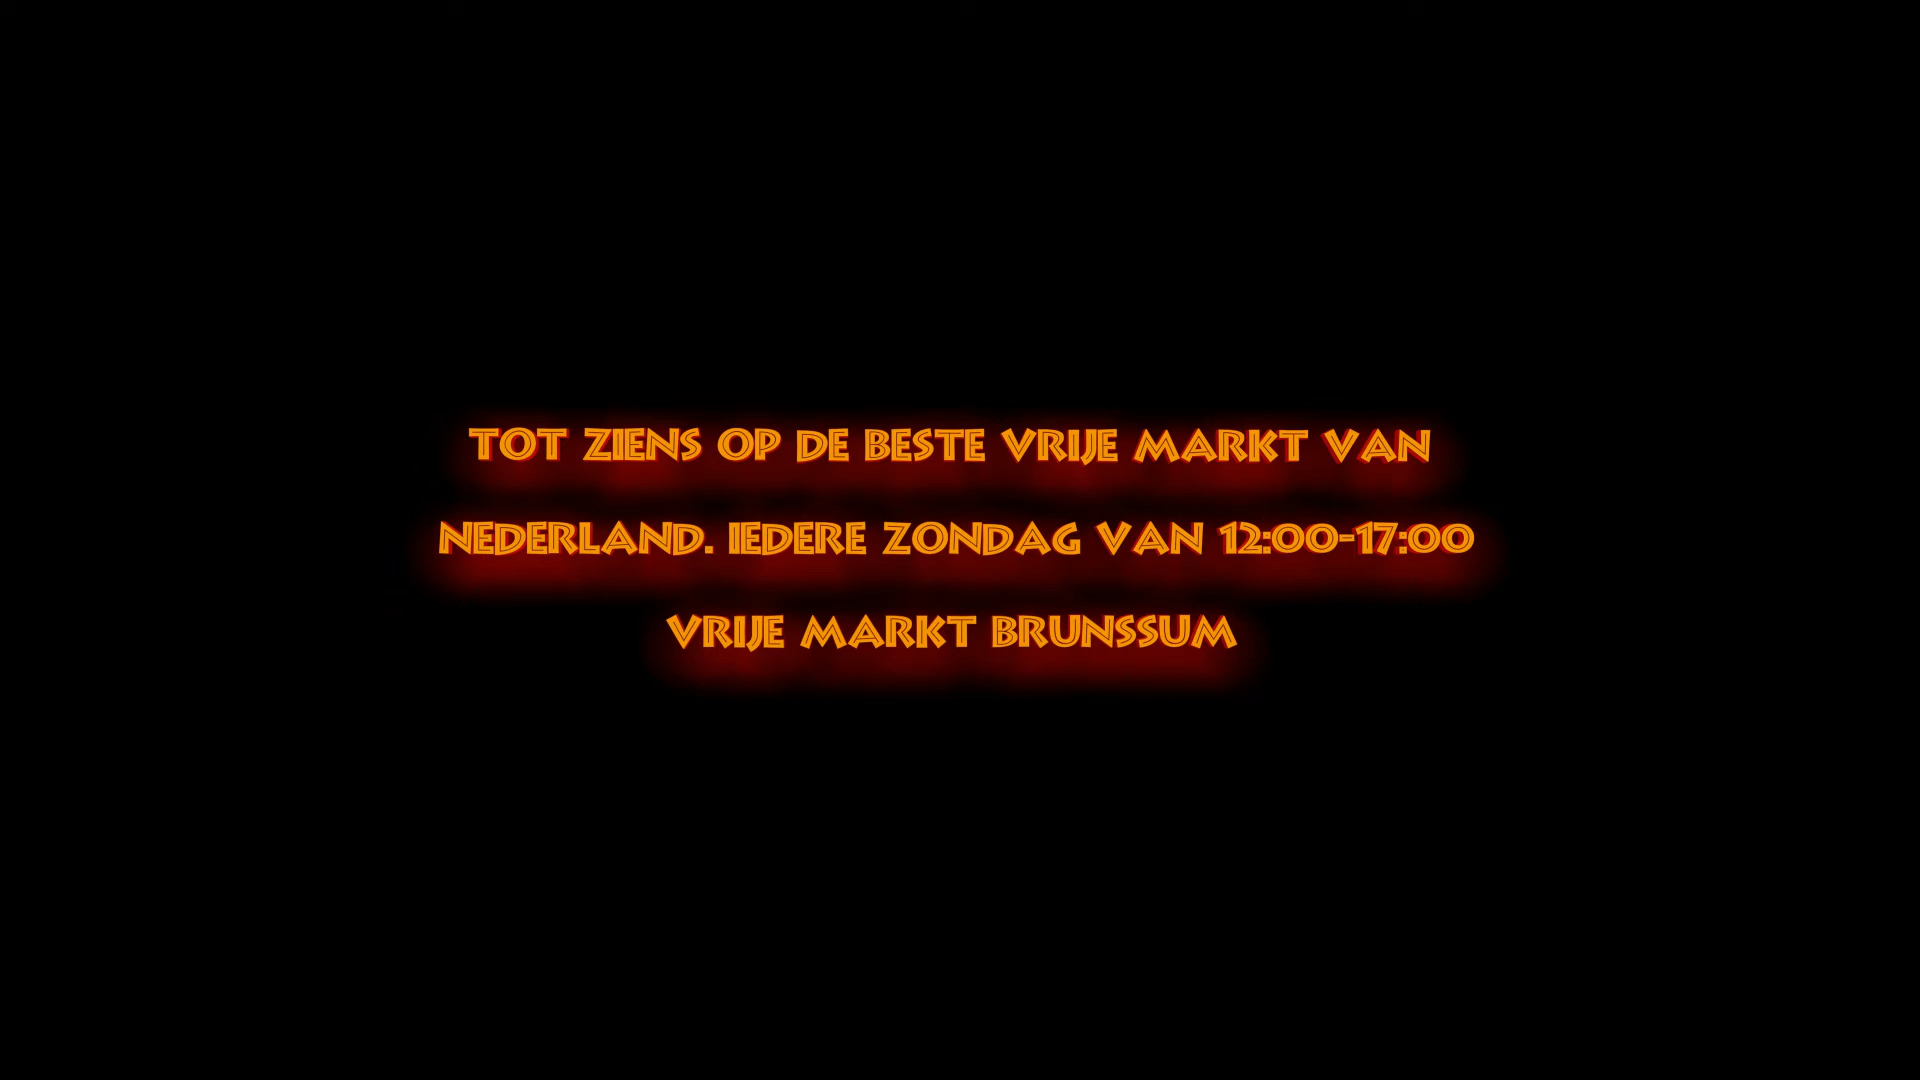 TOT ZIENS OP DE BESTE VRIJE MARKT VAN
NEDERLAND. IEDERE ZONDAG VAN 12:00-17:00
VRIJE MARKT BRUNSSUM